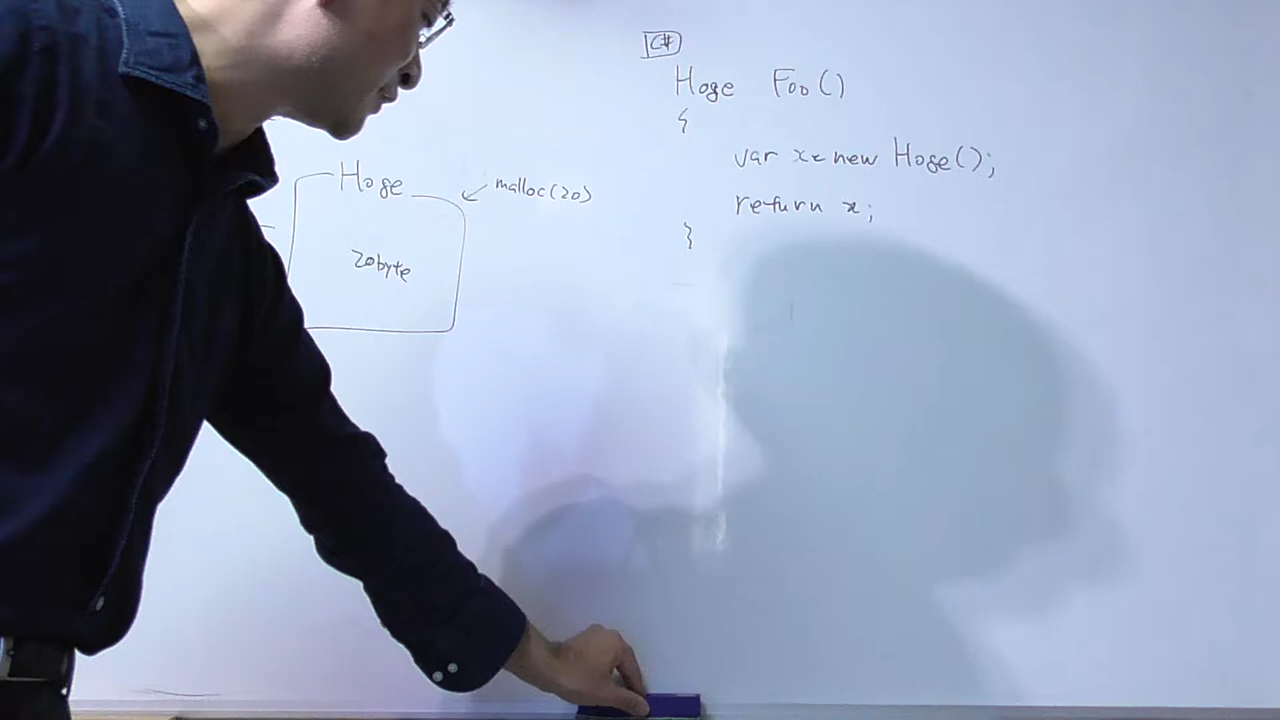 Hoge
malloc(20)
20byte
C#
Hoge Foo()
{
var x = new Hoge();
return x;
}